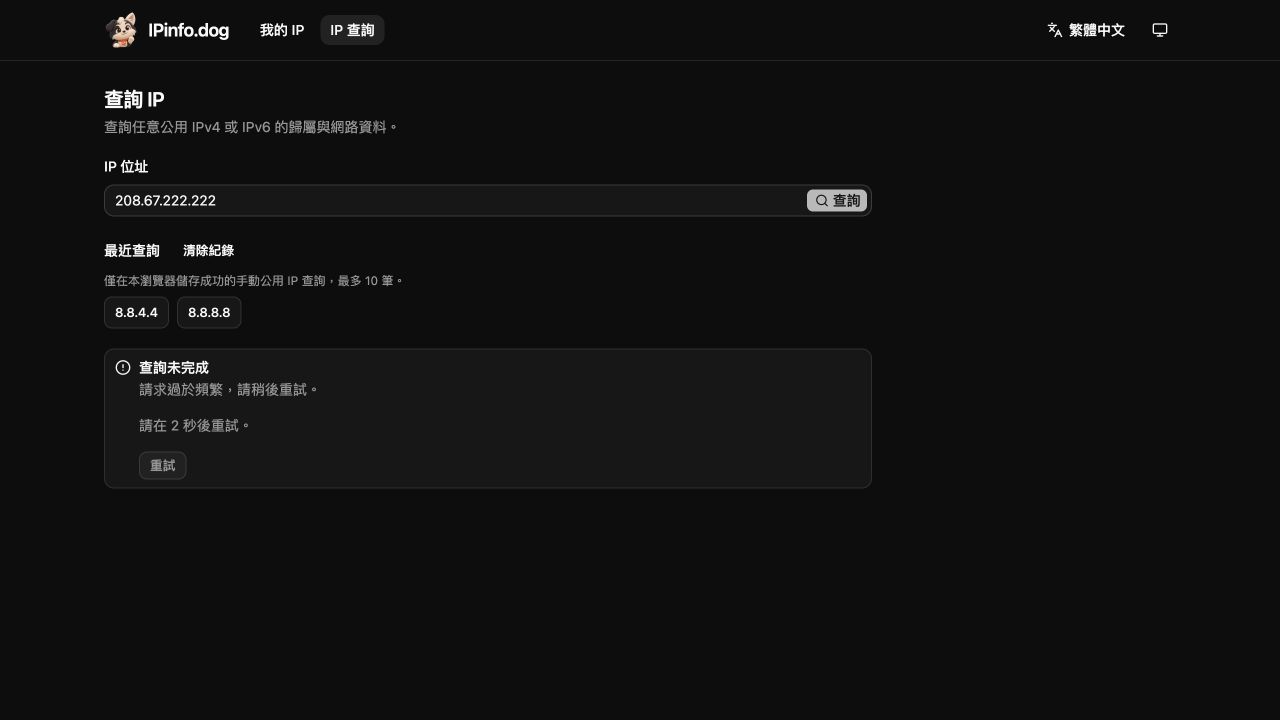 IPinfo.dog
我的 IP
IP 查詢
繁體中文
查詢 IP
查詢任意公用 IPv4 或 IPv6 的歸屬與網路資料。
IP 位址
208.67.222.222
查詢
最近查詢
清除紀錄
僅在本瀏覽器儲存成功的手動公用 IP 查詢，最多 10 筆。
8.8.4.4
8.8.8.8
查詢未完成
請求過於頻繁，請稍後重試。
請在 2 秒後重試。
重試